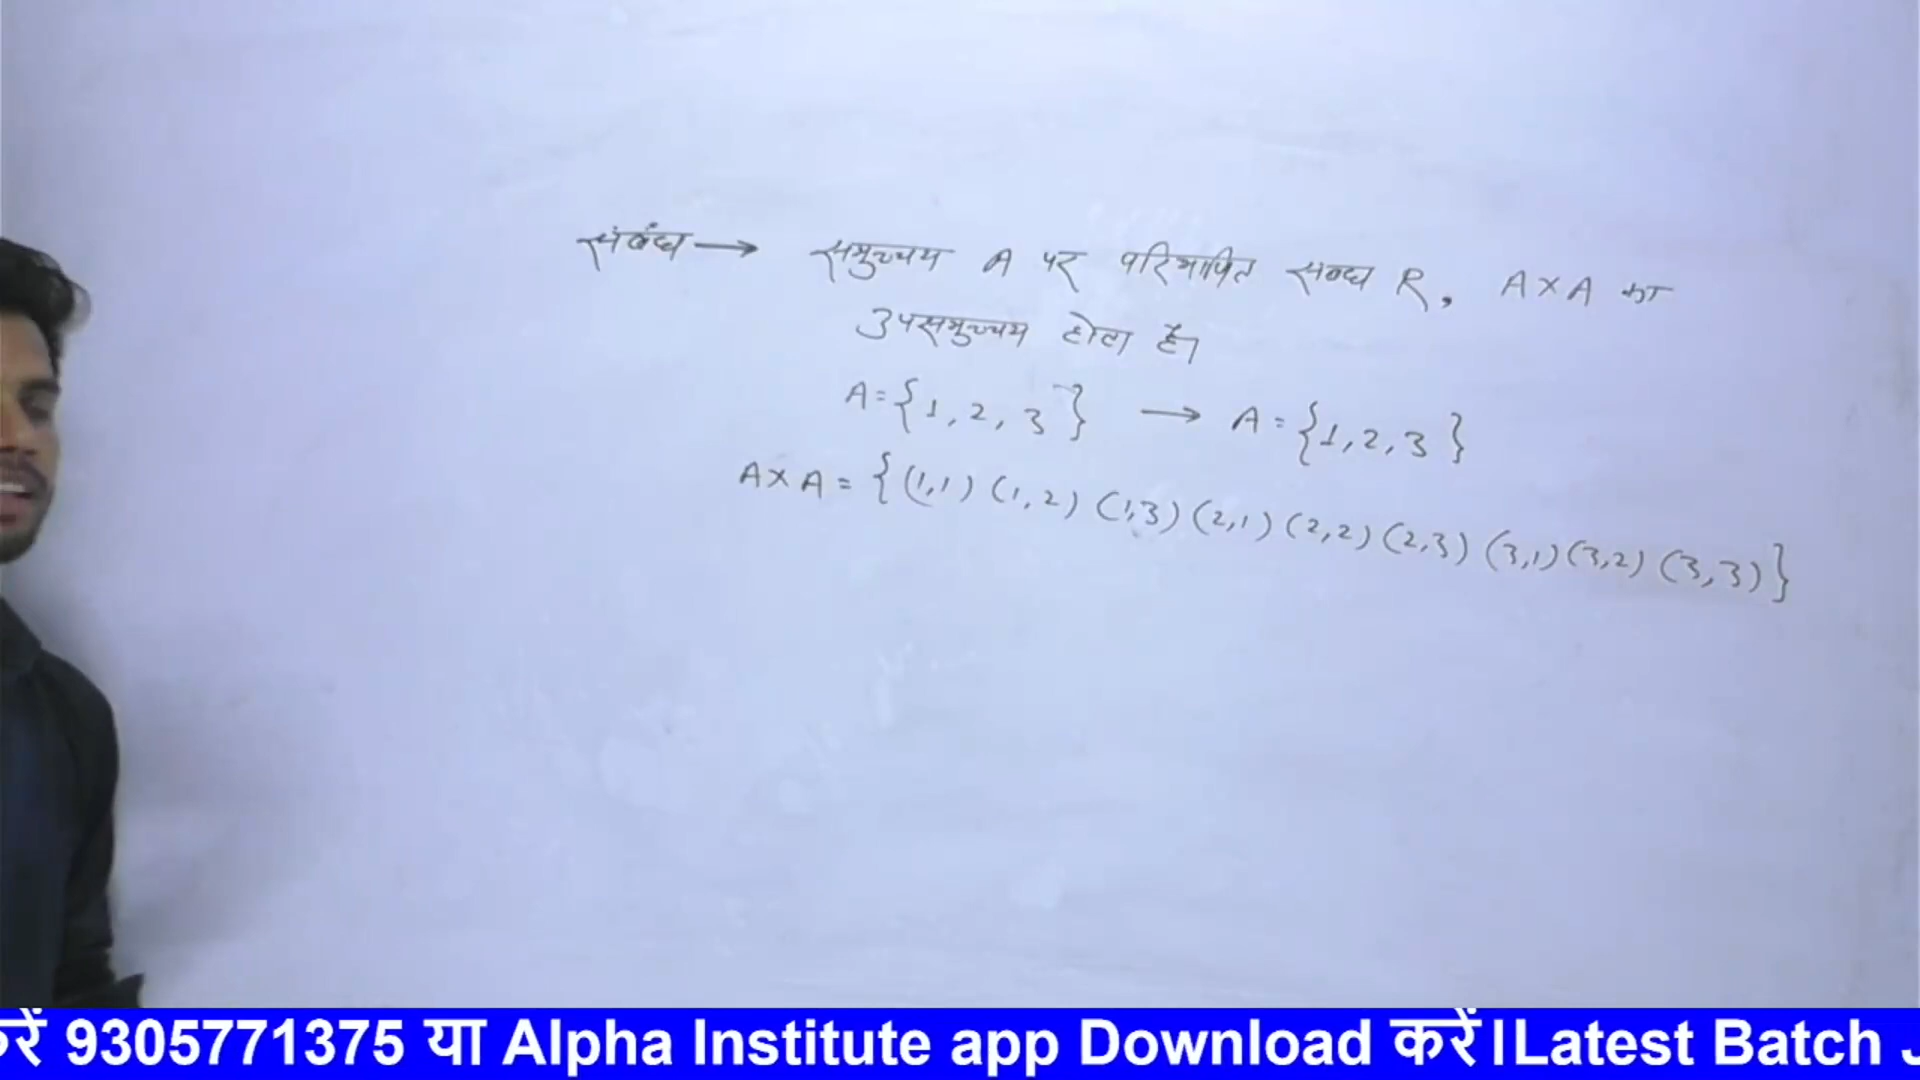 संबंध → समुच्चय A पर परिभाषित सबंध R, A×A का
उपसमुच्चय होता है।
A={1, 2, 3} → A={1,2,3}
A×A={(1,1) (1,2) (1,3) (2,1) (2,2) (2,3) (3,1) (3,2) (3,3)}
रें 9305771375 या Alpha Institute app Download करें।Latest Batch J